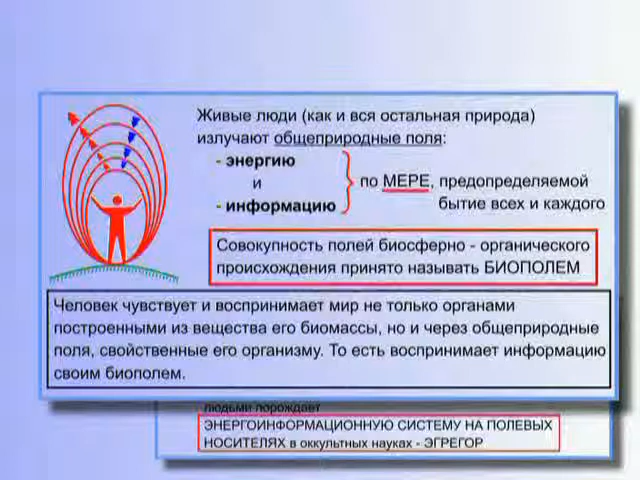 Живые люди (как и вся остальная природа)
излучают общеприродные поля:
- энергию
и
- информацию
по МЕРЕ, предопределяемой
бытие всех и каждого
Совокупность полей биосферно - органического
происхождения принято называть БИОПОЛЕМ
Человек чувствует и воспринимает мир не только органами
построенными из вещества его биомассы, но и через общеприродные
поля, свойственные его организму. То есть воспринимает информацию
своим биополем.
людьми порождает
ЭНЕРГОИНФОРМАЦИОННУЮ СИСТЕМУ НА ПОЛЕВЫХ
НОСИТЕЛЯХ в оккультных науках - ЭГРЕГОР